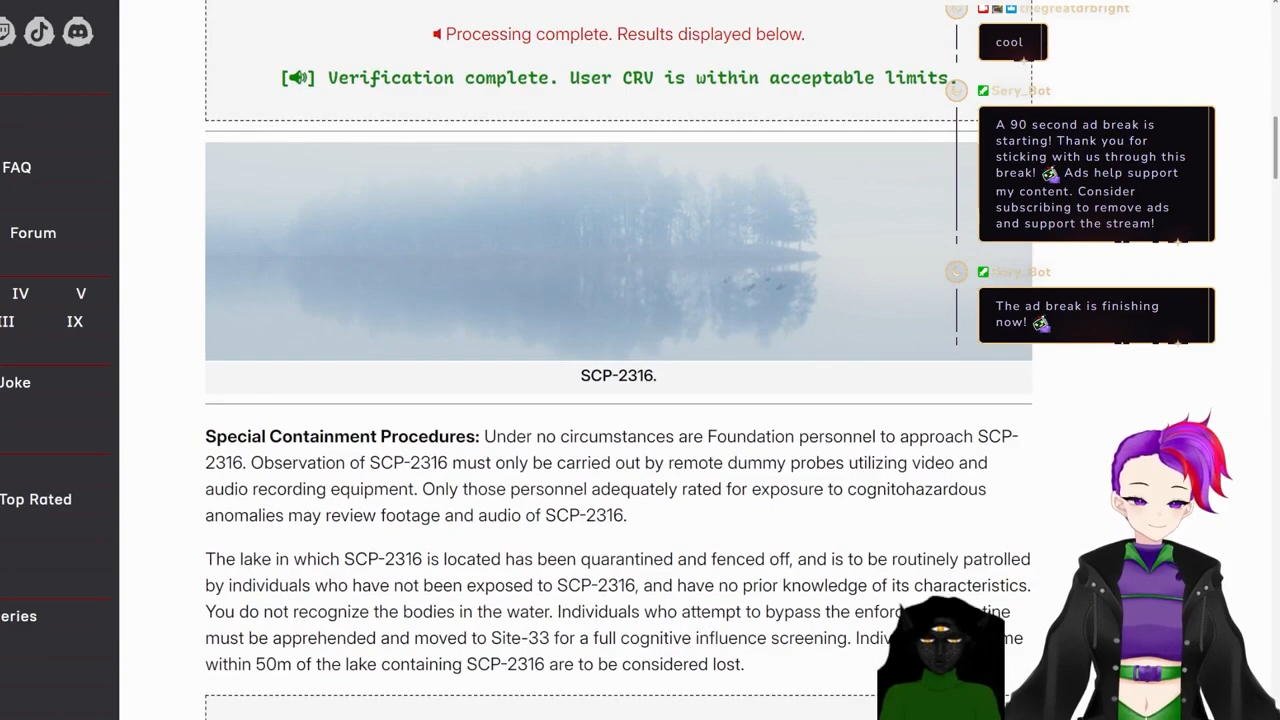 Processing complete. Results displayed below.
Verification complete. User CRV is within acceptable limits.
FAQ
Forum
IV V
III IX
Joke
Top Rated
SCP-2316.
Special Containment Procedures: Under no circumstances are Foundation personnel to approach SCP-
2316. Observation of SCP-2316 must only be carried out by remote dummy probes utilizing video and
audio recording equipment. Only those personnel adequately rated for exposure to cognitohazardous
anomalies may review footage and audio of SCP-2316.
The lake in which SCP-2316 is located has been quarantined and fenced off, and is to be routinely patrolled
by individuals who have not been exposed to SCP-2316, and have no prior knowledge of its characteristics.
You do not recognize the bodies in the water. Individuals who attempt to bypass the
must be apprehended and moved to Site-33 for a full cognitive influence screening.
within 50m of the lake containing SCP-2316 are to be considered lost.
thegreatdrbright
cool
Sery_Bot
A 90 second ad break is
starting! Thank you for
sticking with us through this
break! Ads help support
my content. Consider
subscribing to remove ads
and support the stream!
Sery_Bot
The ad break is finishing
now!